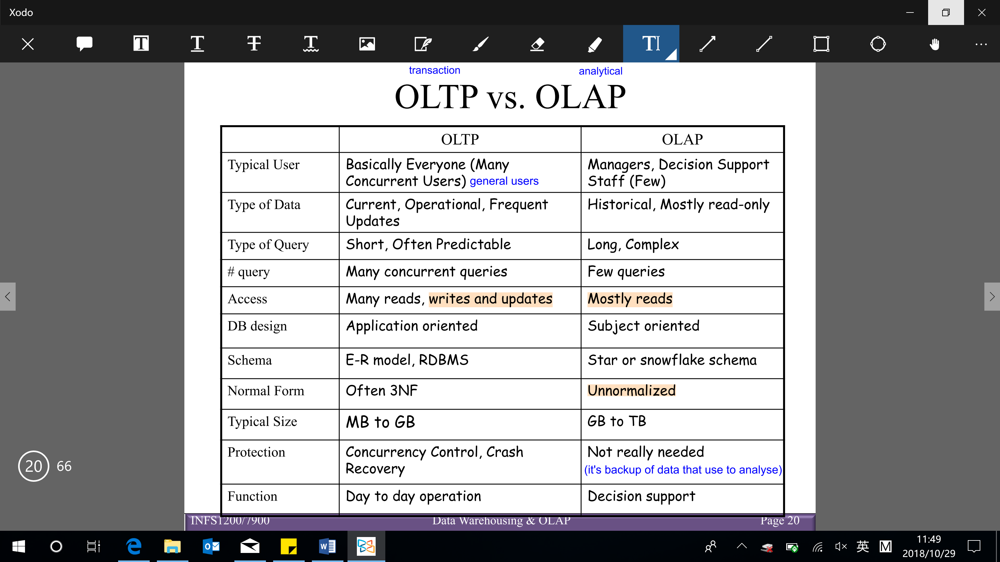 Xodo
transaction
analytical
OLTP vs. OLAP
OLTP
OLAP
Typical User
Basically Everyone (Many
Concurrent Users) general users
Managers, Decision Support
Staff (Few)
Type of Data
Current, Operational, Frequent
Updates
Historical, Mostly read-only
Type of Query
Short, Often Predictable
Long, Complex
# query
Many concurrent queries
Few queries
Access
Many reads, writes and updates
Mostly reads
DB design
Application oriented
Subject oriented
Schema
E-R model, RDBMS
Star or snowflake schema
Normal Form
Often 3NF
Unnormalized
Typical Size
MB to GB
GB to TB
Protection
Concurrency Control, Crash
Recovery
Not really needed
(it's backup of data that use to analyse)
Function
Day to day operation
Decision support
20 66
INFS1200/7900
Data Warehousing & OLAP
Page 20
英
M
11:49
2018/10/29